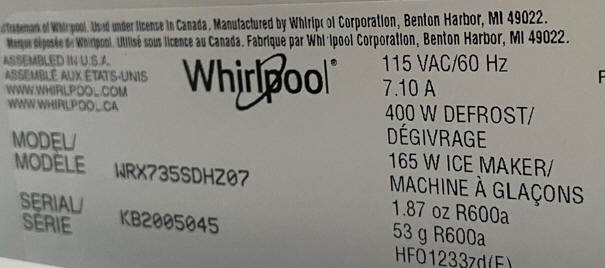 Trademark of Whirlpool. Used under license in Canada. Manufactured by Whirlpool Corporation, Benton Harbor, MI 49022.
Marque déposée de Whirlpool. Utilisé sous licence au Canada. Fabriqué par Whirlpool Corporation, Benton Harbor, MI 49022.
ASSEMBLED IN U.S.A.
ASSEMBLÉ AUX ÉTATS-UNIS
WWW.WHIRLPOOL.COM
WWW.WHIRLPOOL.CA
Whirlpool®
115 VAC/60 Hz
7.10 A
400 W DEFROST/
DÉGIVRAGE
165 W ICE MAKER/
MACHINE À GLAÇONS
1.87 oz R600a
53 g R600a
HFO1233zd(E)
MODEL/
MODÈLE WRX735SDHZ07
SERIAL/
SÉRIE KB2005045